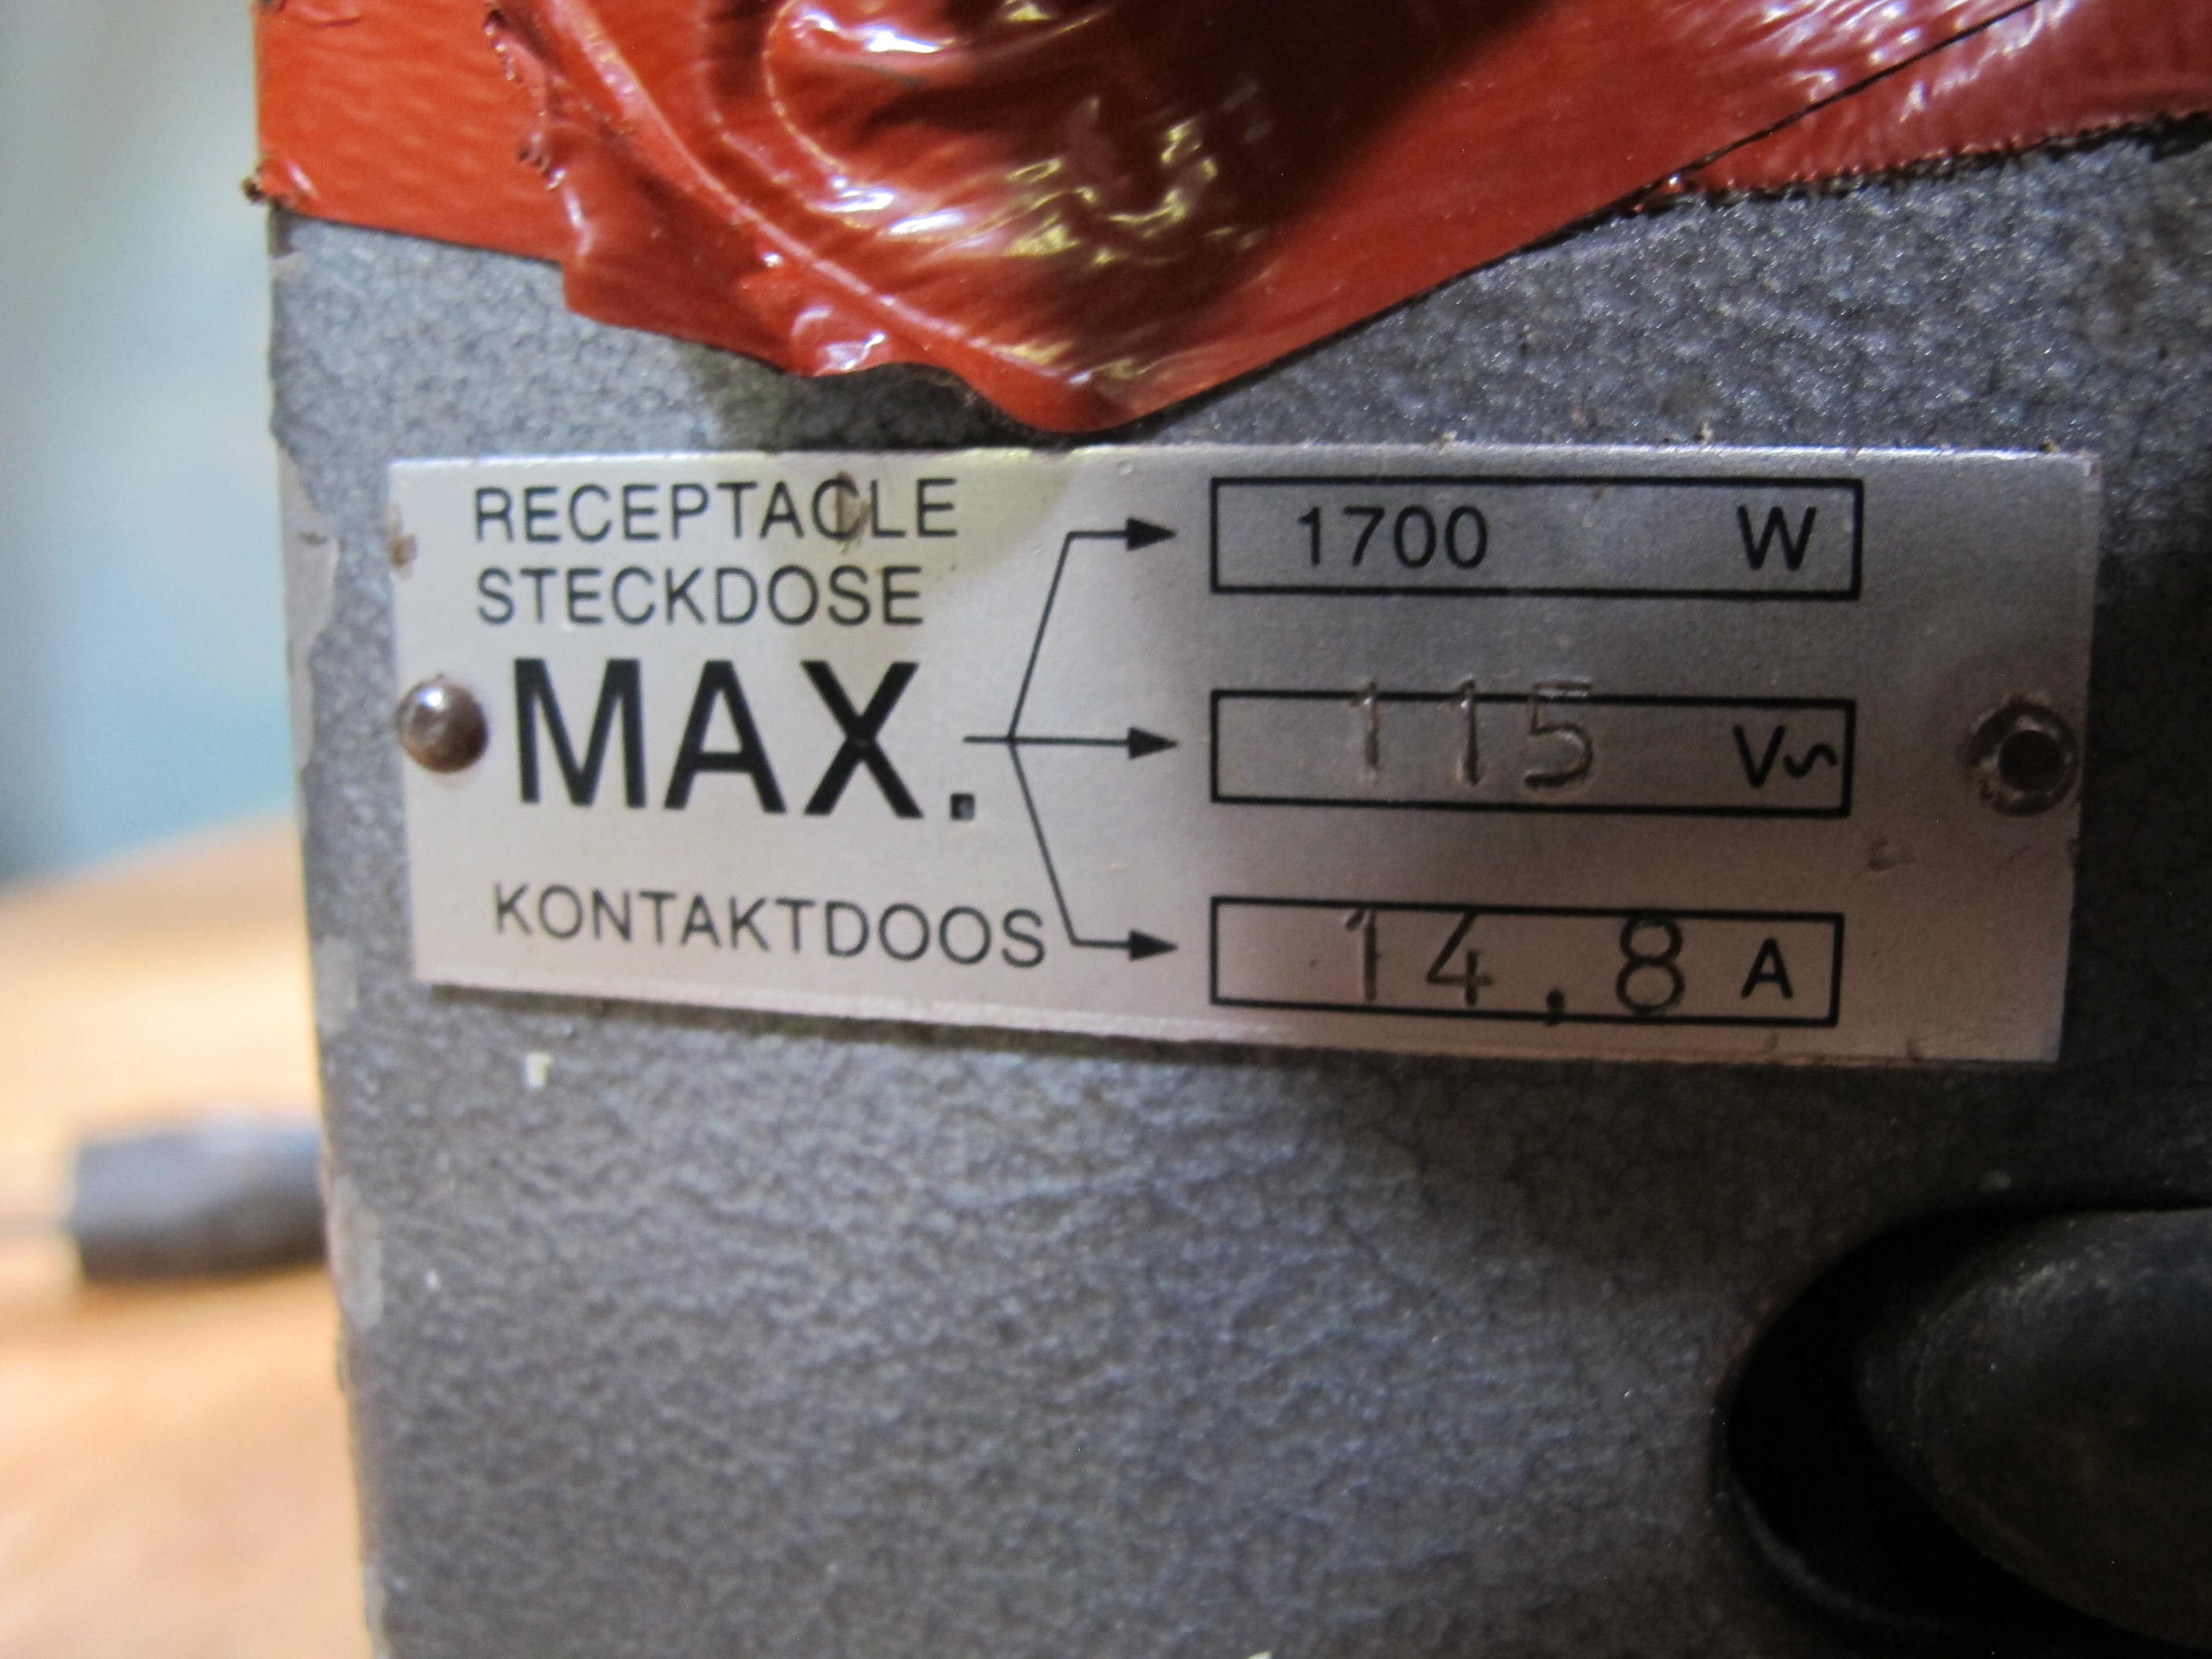 RECEPTACLE
STECKDOSE
MAX.
KONTAKTDOOS
1700 W
115 V~
14.8 A